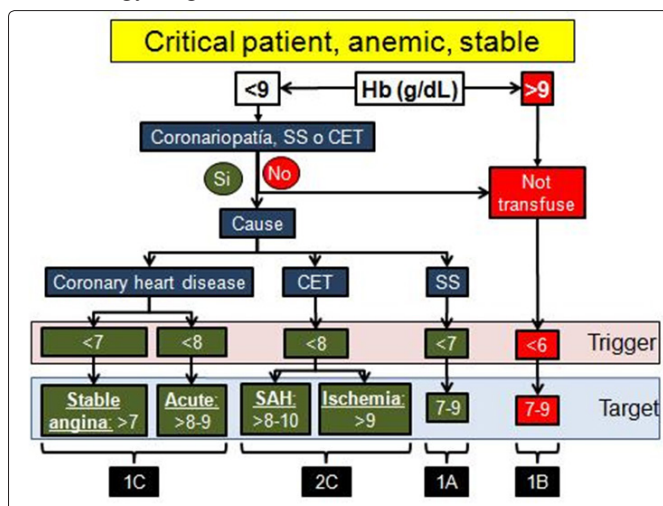 Critical patient, anemic, stable
<9
Hb (g/dL)
>9
Coronariopatía, SS o CET
Si
No
Not
transfuse
Cause
Coronary heart disease
CET
SS
<7
<8
<8
<7
<6
Trigger
Stable
angina: >7
Acute:
>8-9
SAH:
>8-10
Ischemia:
>9
7-9
7-9
Target
1C
2C
1A
1B